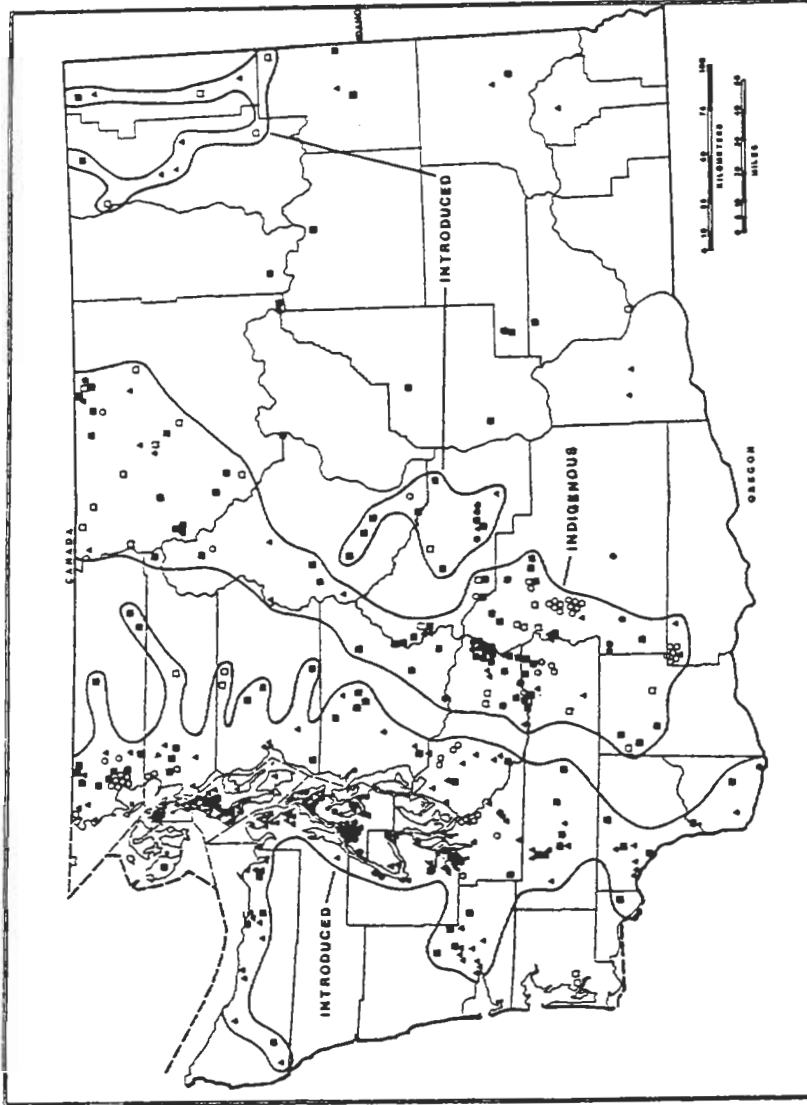 CANADA
IDAHO
INTRODUCED
INDIGENOUS
INTRODUCED
OREGON
KILOMETERS
MILES